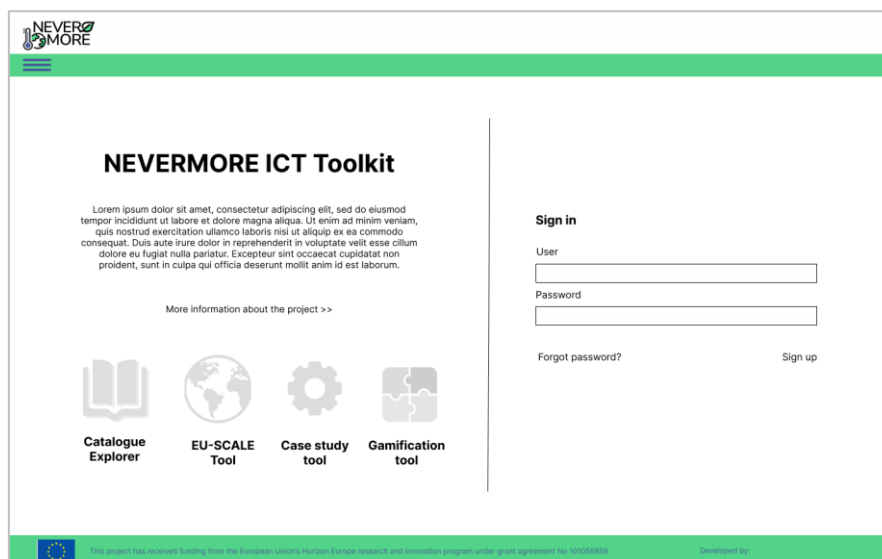 NEVER
MORE
NEVERMORE ICT Toolkit
Lorem ipsum dolor sit amet, consectetur adipiscing elit, sed do eiusmod
tempor incididunt ut labore et dolore magna aliqua. Ut enim ad minim veniam,
quis nostrud exercitation ullamco laboris nisi ut aliquip ex ea commodo
consequat. Duis aute irure dolor in reprehenderit in voluptate velit esse cillum
dolore eu fugiat nulla pariatur. Excepteur sint occaecat cupidatat non
proident, sunt in culpa qui officia deserunt mollit anim id est laborum.
More information about the project >>
Catalogue
Explorer
EU-SCALE
Tool
Case study
tool
Gamification
tool
Sign in
User
Password
Forgot password?
Sign up
This project has received funding from the European Union's Horizon Europe research and innovation program under grant agreement No 101056858
Developed by: